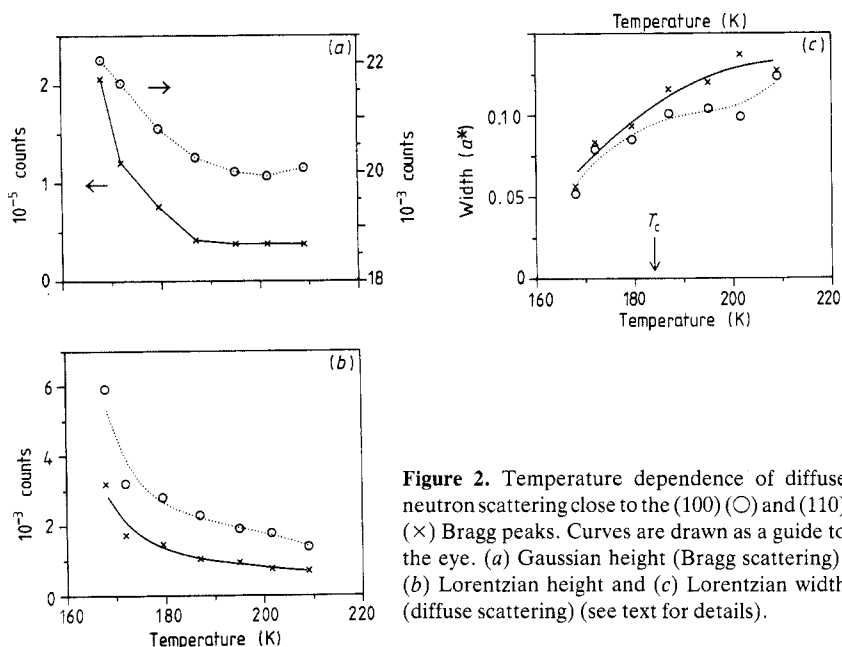 (a)
2
1
0
10⁻⁵ counts
22
20
18
10⁻³ counts
Temperature (K)
(c)
0.10
0.05
0
Width (a*)
T_c
160 180 200 220
Temperature (K)
(b)
6
4
2
0
10⁻³ counts
160 180 200 220
Temperature (K)
Figure 2. Temperature dependence of diffuse
neutron scattering close to the (100) (○) and (110)
(×) Bragg peaks. Curves are drawn as a guide to
the eye. (a) Gaussian height (Bragg scattering)
(b) Lorentzian height and (c) Lorentzian width
(diffuse scattering) (see text for details).